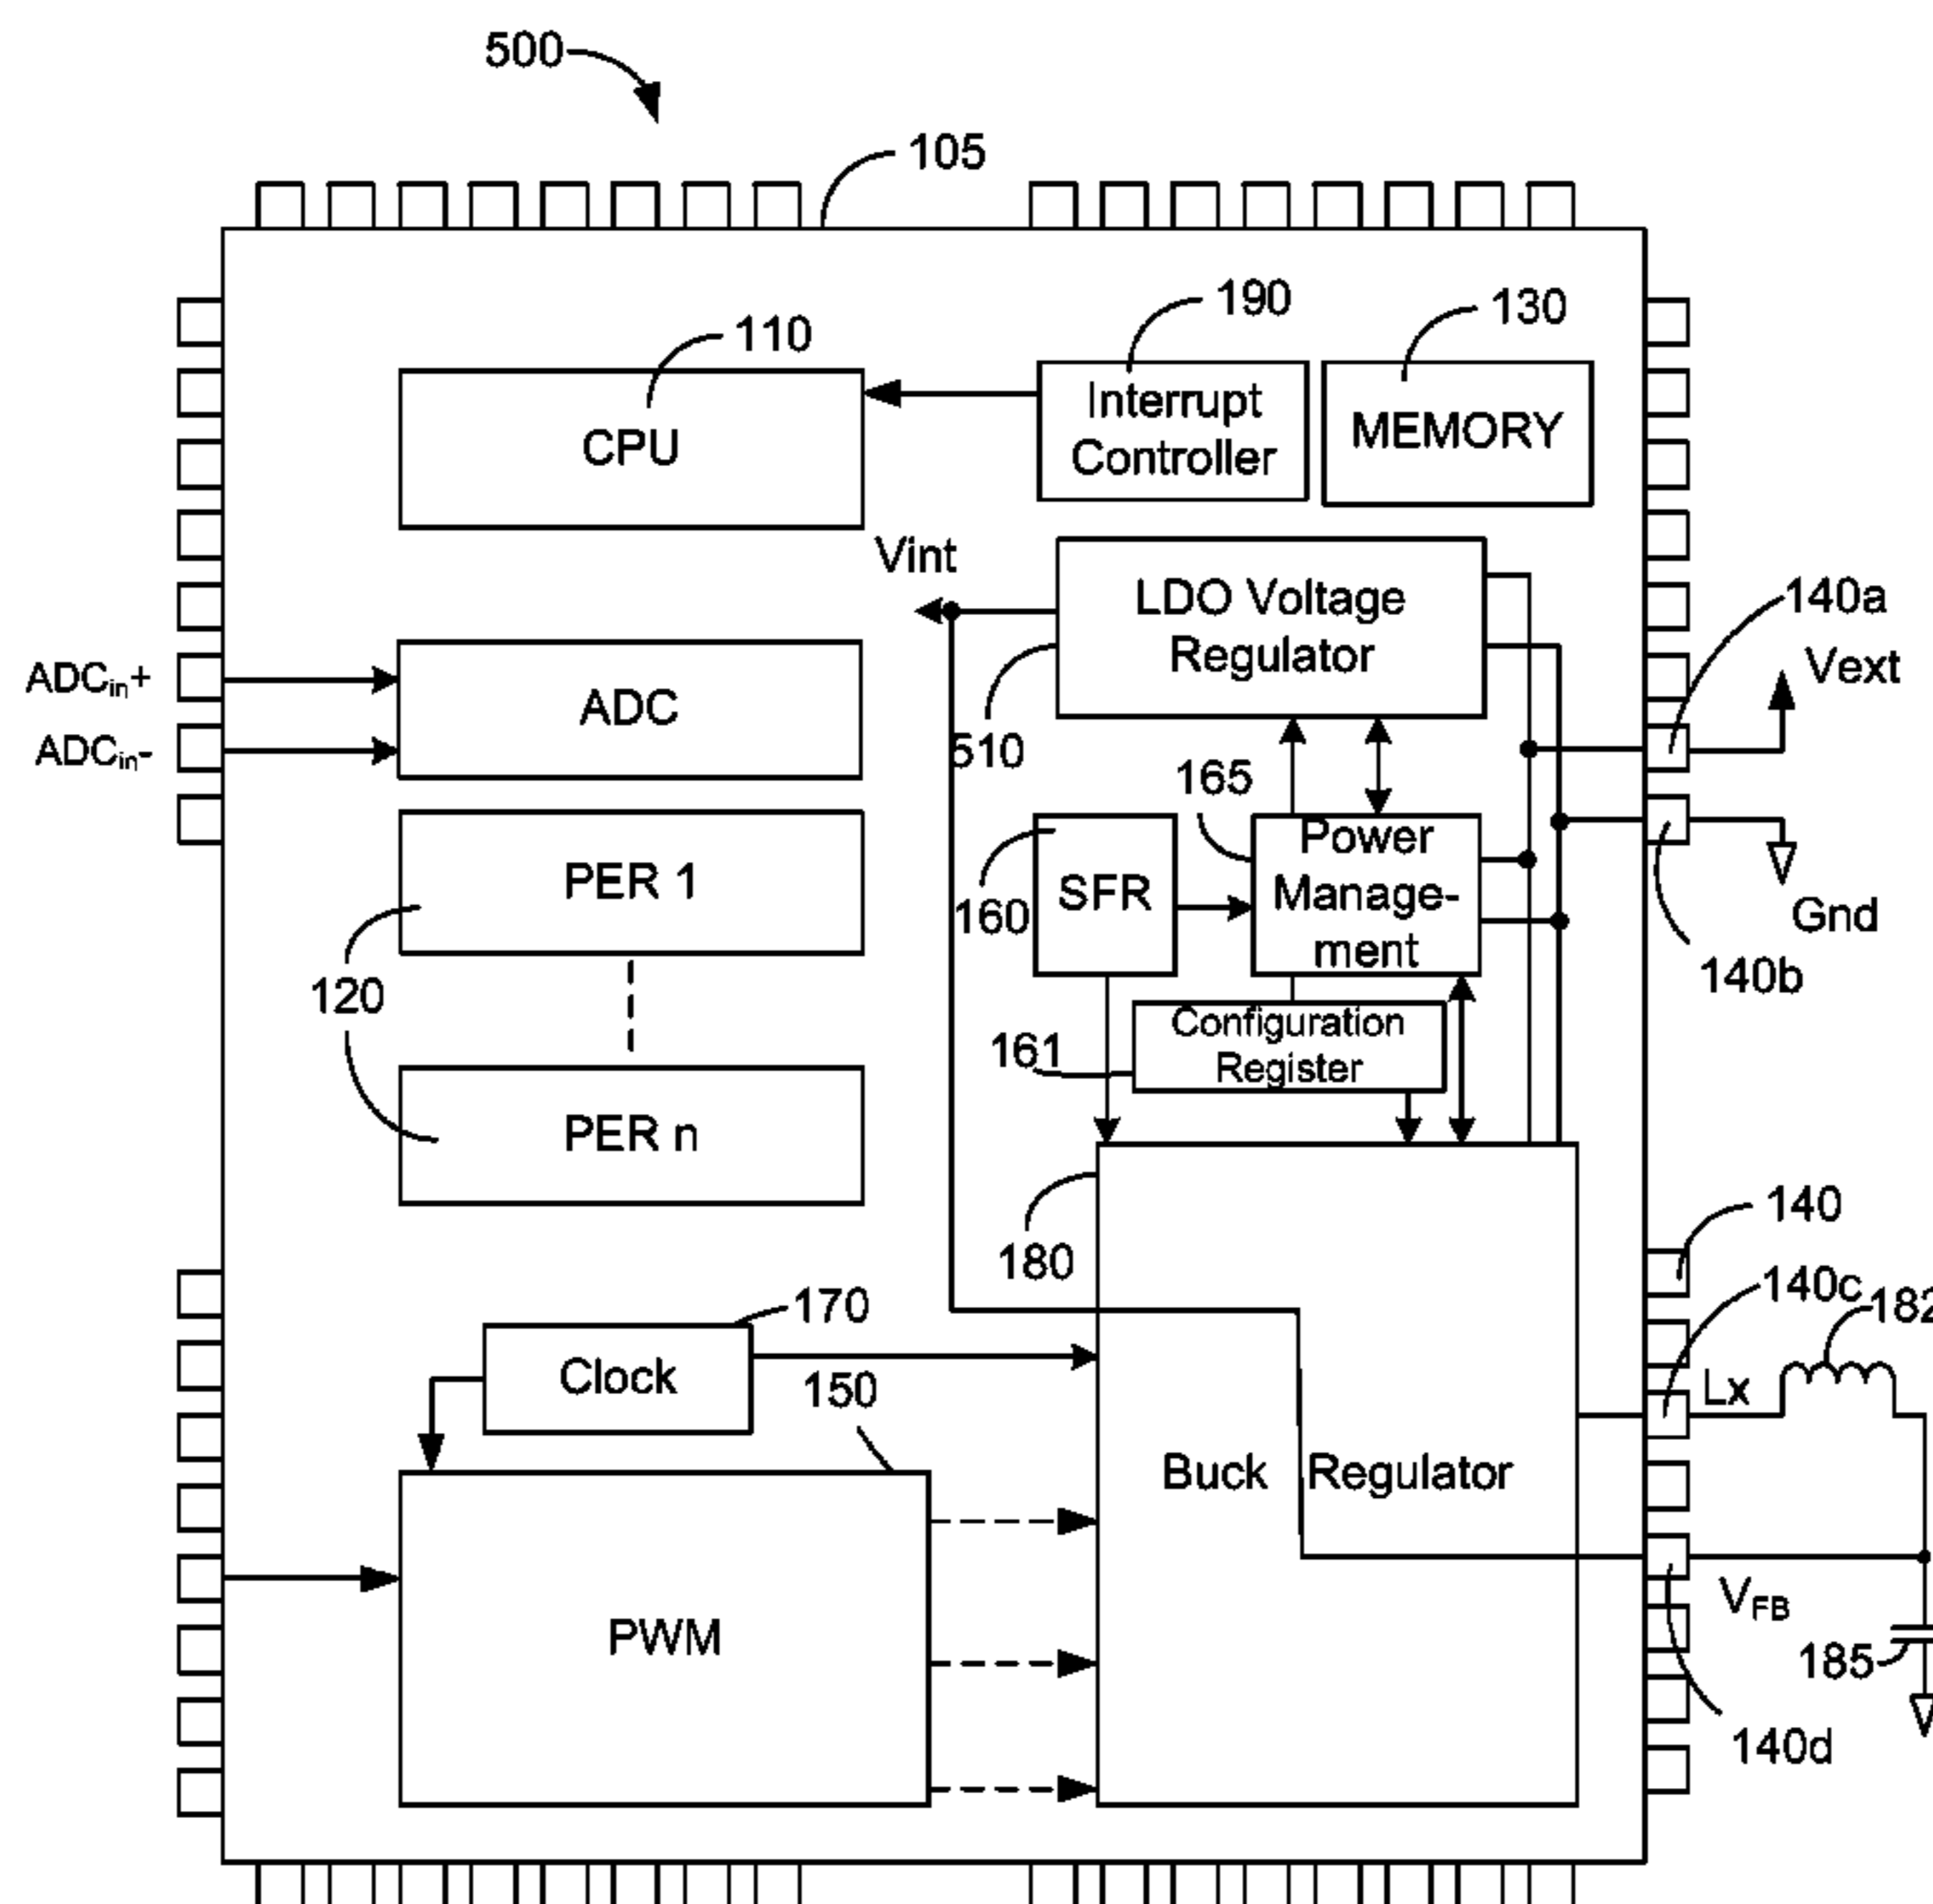 500
105
190
130
110
Interrupt
Controller
MEMORY
CPU
Vint
LDO Voltage
Regulator
140a
Vext
ADCin+
ADC
ADCin-
510
165
Power
Manage-
ment
SFR
160
PER 1
Gnd
140b
120
Configuration
Register
161
PER n
180
140
140c
182
170
Clock
150
Lx
Buck Regulator
VFB
PWM
185
140d